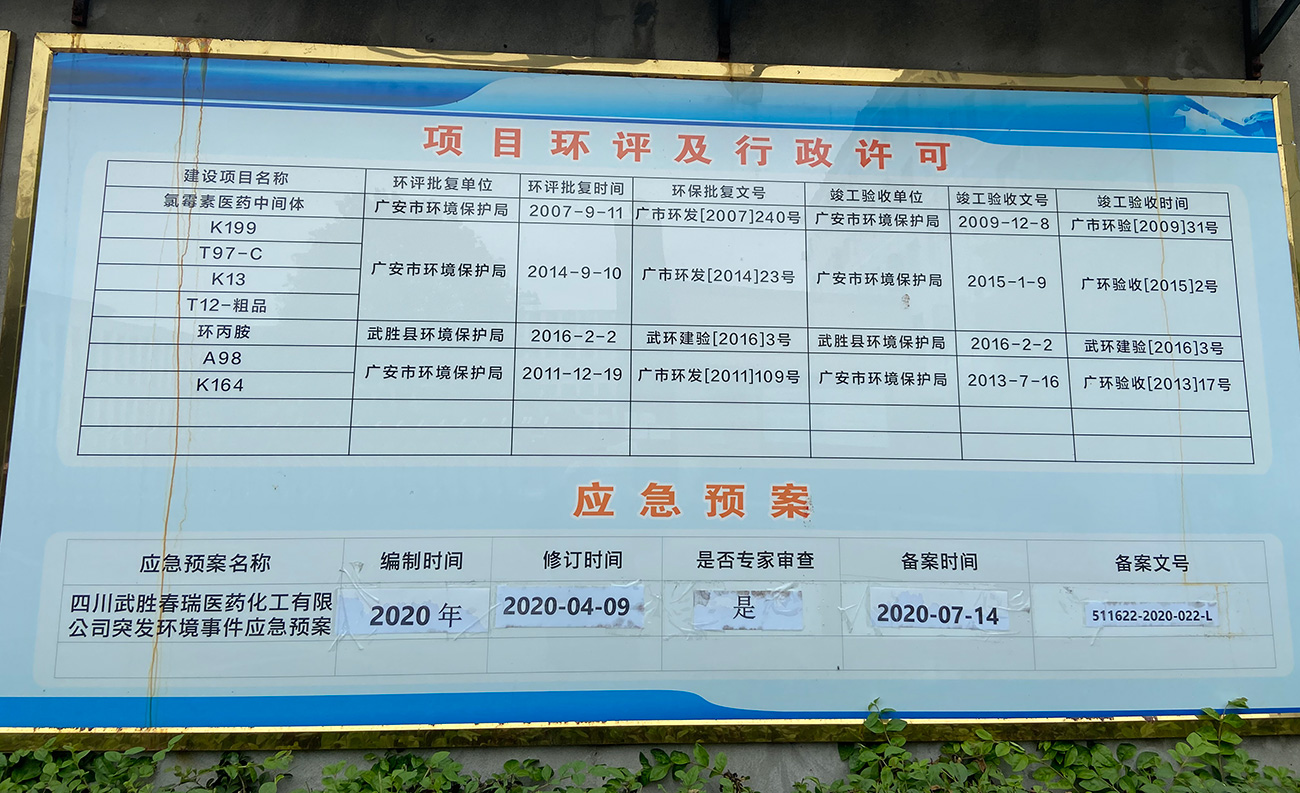 项目环评及行政许可
建设项目名称 环评批复单位 环评批复时间 环保批复文号 竣工验收单位 竣工验收文号 竣工验收时间
氯霉素医药中间体 广安市环境保护局 2007-9-11 广市环发[2007]240号 广安市环境保护局 2009-12-8 广市环验[2009]31号
K199
T97-C
K13
T12-粗品
广安市环境保护局 2014-9-10 广市环发[2014]23号 广安市环境保护局 2015-1-9 广环验收[2015]2号
环丙胺 武胜县环境保护局 2016-2-2 武环建验[2016]3号 武胜县环境保护局 2016-2-2 武环建验[2016]3号
A98
K164
广安市环境保护局 2011-12-19 广市环发[2011]109号 广安市环境保护局 2013-7-16 广环验收[2013]17号
应急预案
应急预案名称 编制时间 修订时间 是否专家审查 备案时间 备案文号
四川武胜春瑞医药化工有限
公司突发环境事件应急预案
2020年 2020-04-09 是 2020-07-14 511622-2020-022-L